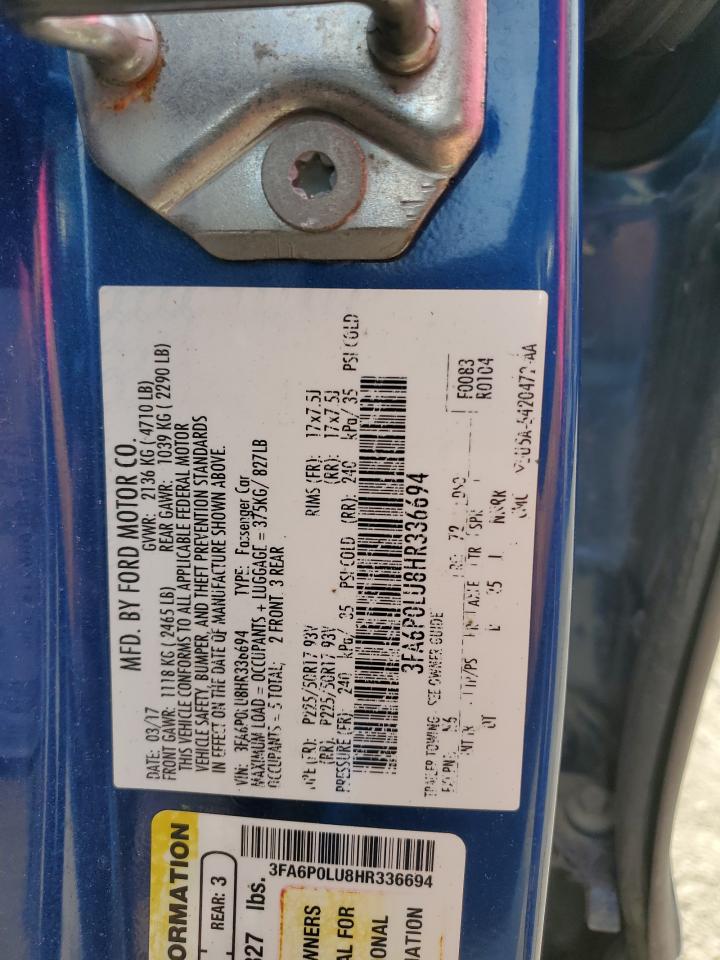 MFD. BY FORD MOTOR CO.
DATE: 03/17 GVWR: 2136 KG ( 4710 LB)
FRONT GAWR: 1118 KG ( 2465 LB) REAR GAWR: 1039 KG ( 2290 LB)
THIS VEHICLE CONFORMS TO ALL APPLICABLE FEDERAL MOTOR
VEHICLE SAFETY, BUMPER, AND THEFT PREVENTION STANDARDS
IN EFFECT ON THE DATE OF MANUFACTURE SHOWN ABOVE.
VIN: 3FA6P0LU8HR336694 TYPE: Passenger Car
MAXIMUM LOAD = OCCUPANTS + LUGGAGE = 375KG/ 827LB
OCCUPANTS = 5 TOTAL; 2 FRONT 3 REAR
(FR): P225/50R17 93V RIMS (FR): 17x7.5J
(RR): P225/50R17 93V (RR): 17x7.5J
PRESSURE (FR): 240 kPa/ 35 PSI COLD (RR): 240 kPa/ 35 PSI COLD
3FA6P0LU8HR336694
TRAILER TOWING - SEE OWNER GUIDE
72
F0083
R0104
ORMATION
REAR: 3
327 lbs.
3FA6P0LU8HR336694
WNERS
AL FOR
ONAL
MATION